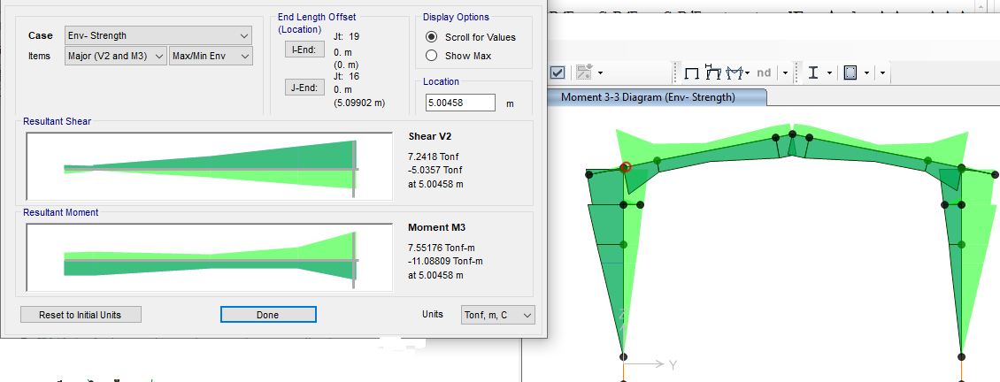 Case
Env- Strength
Items
Major (V2 and M3)
Max/Min Env
End Length Offset
(Location)
I-End:
Jt: 19
0. m
(0. m)
J-End:
Jt: 16
0. m
(5.09902 m)
Display Options
Scroll for Values
Show Max
Location
5.00458
m
Resultant Shear
Shear V2
7.2418 Tonf
-5.0357 Tonf
at 5.00458 m
Resultant Moment
Moment M3
7.55176 Tonf-m
-11.08809 Tonf-m
at 5.00458 m
Reset to Initial Units
Done
Units
Tonf, m, C
nd
Moment 3-3 Diagram (Env- Strength)
Z
Y